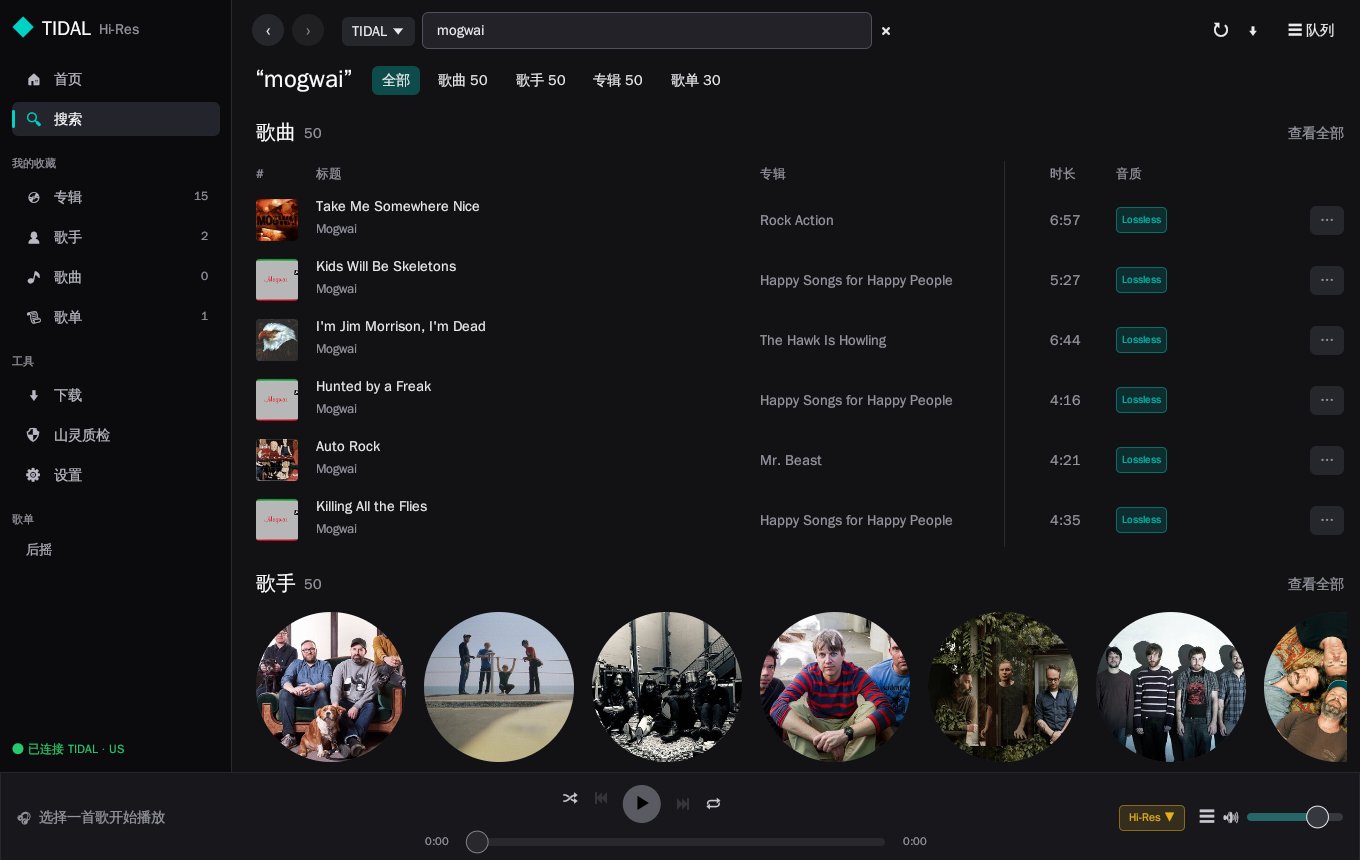 TIDAL Hi-Res
首页
搜索
我的收藏
专辑 15
歌手 2
歌曲 0
歌单 1
工具
下载
山灵质检
设置
歌单
后摇
已连接 TIDAL · US
‹ › TIDAL ▼ mogwai × 队列
“mogwai” 全部 歌曲 50 歌手 50 专辑 50 歌单 30
歌曲 50 查看全部
# 标题 专辑 时长 音质
Take Me Somewhere Nice
Mogwai
Rock Action 6:57 Lossless ···
Kids Will Be Skeletons
Mogwai
Happy Songs for Happy People 5:27 Lossless ···
I'm Jim Morrison, I'm Dead
Mogwai
The Hawk Is Howling 6:44 Lossless ···
Hunted by a Freak
Mogwai
Happy Songs for Happy People 4:16 Lossless ···
Auto Rock
Mogwai
Mr. Beast 4:21 Lossless ···
Killing All the Flies
Mogwai
Happy Songs for Happy People 4:35 Lossless ···
歌手 50 查看全部
选择一首歌开始播放
0:00 0:00
Hi-Res ▼